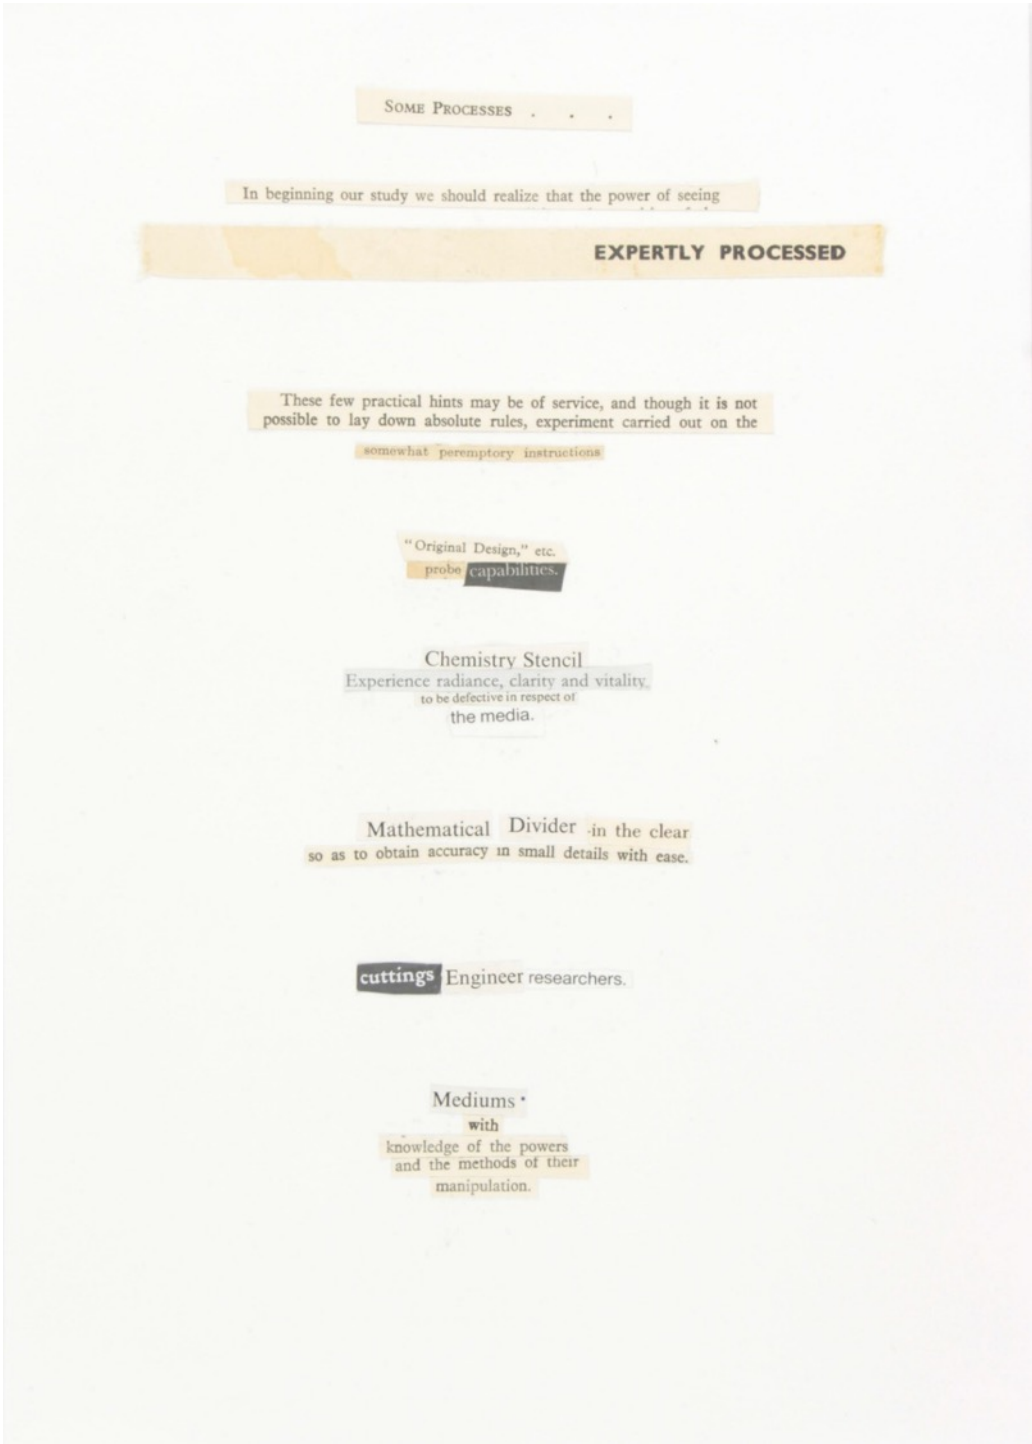 SOME PROCESSES . . .
In beginning our study we should realize that the power of seeing
EXPERTLY PROCESSED
These few practical hints may be of service, and though it is not
possible to lay down absolute rules, experiment carried out on the
somewhat peremptory instructions
"Original Design," etc.
probe capabilities.
Chemistry Stencil
Experience radiance, clarity and vitality,
to be defective in respect of
the media.
Mathematical Divider in the clear
so as to obtain accuracy in small details with ease.
cuttings Engineer researchers.
Mediums
with
knowledge of the powers
and the methods of their
manipulation.